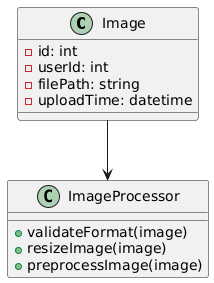 C Image
id: int
userId: int
filePath: string
uploadTime: datetime
C ImageProcessor
validateFormat(image)
resizeImage(image)
preprocessImage(image)